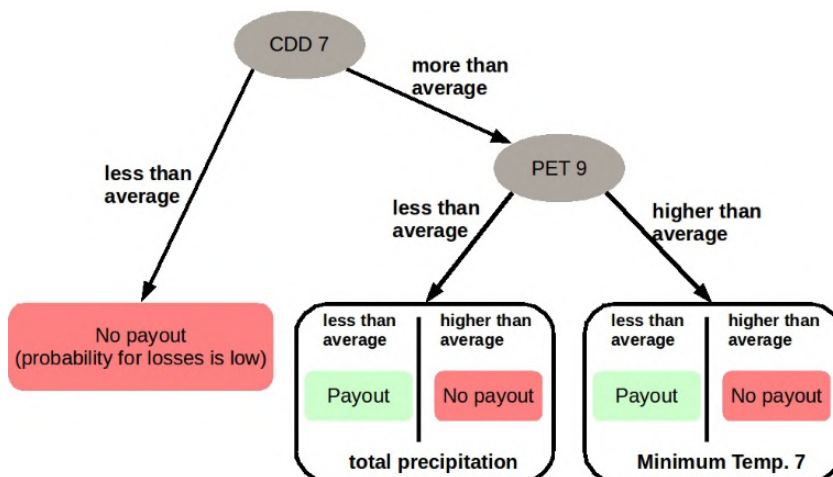 CDD 7
more than
average
less than
average
PET 9
less than
average
higher than
average
No payout
(probability for losses is low)
less than
average
higher than
average
Payout
No payout
total precipitation
less than
average
higher than
average
Payout
No payout
Minimum Temp. 7